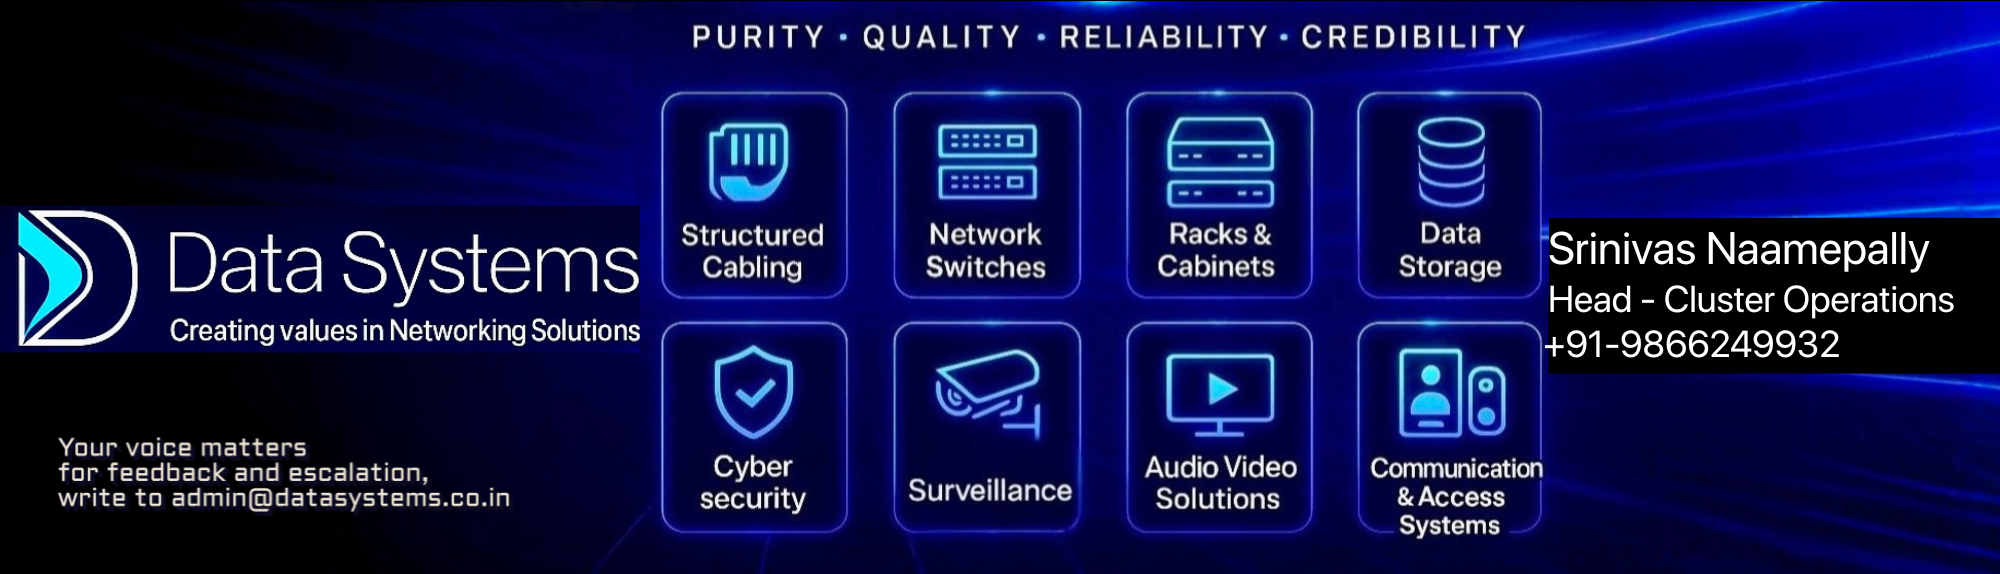 PURITY • QUALITY • RELIABILITY • CREDIBILITY
Data Systems
Creating values in Networking Solutions
Your voice matters
for feedback and escalation,
write to admin@datasystems.co.in
Structured
Cabling
Network
Switches
Racks &
Cabinets
Data
Storage
Cyber
security
Surveillance
Audio Video
Solutions
Communication
& Access
Systems
Srinivas Naamepally
Head - Cluster Operations
+91-9866249932